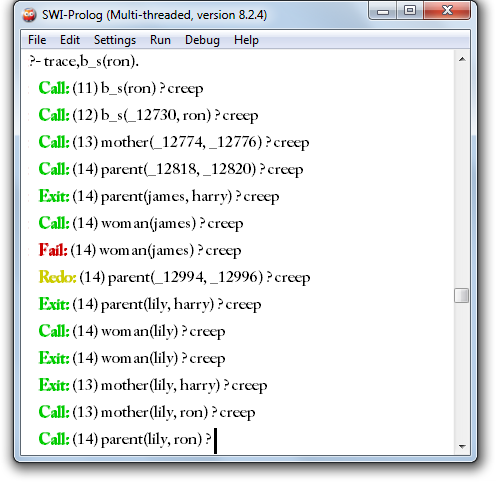 SWI-Prolog (Multi-threaded, version 8.2.4)
File Edit Settings Run Debug Help
?- trace,b_s(ron).
Call: (11) b_s(ron) ? creep
Call: (12) b_s(_12730, ron) ? creep
Call: (13) mother(_12774, _12776) ? creep
Call: (14) parent(_12818, _12820) ? creep
Exit: (14) parent(james, harry) ? creep
Call: (14) woman(james) ? creep
Fail: (14) woman(james) ? creep
Redo: (14) parent(_12994, _12996) ? creep
Exit: (14) parent(lily, harry) ? creep
Call: (14) woman(lily) ? creep
Exit: (14) woman(lily) ? creep
Exit: (13) mother(lily, harry) ? creep
Call: (13) mother(lily, ron) ? creep
Call: (14) parent(lily, ron) ?